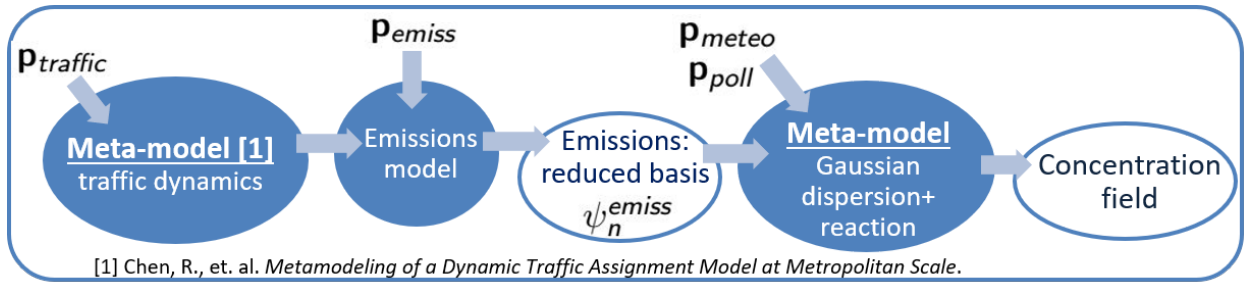 p_traffic
p_emiss
p_meteo
p_poll
Meta-model [1]
traffic dynamics
Emissions
model
Emissions:
reduced basis
ψ_n^emiss
Meta-model
Gaussian
dispersion+
reaction
Concentration
field
[1] Chen, R., et. al. Metamodeling of a Dynamic Traffic Assignment Model at Metropolitan Scale.